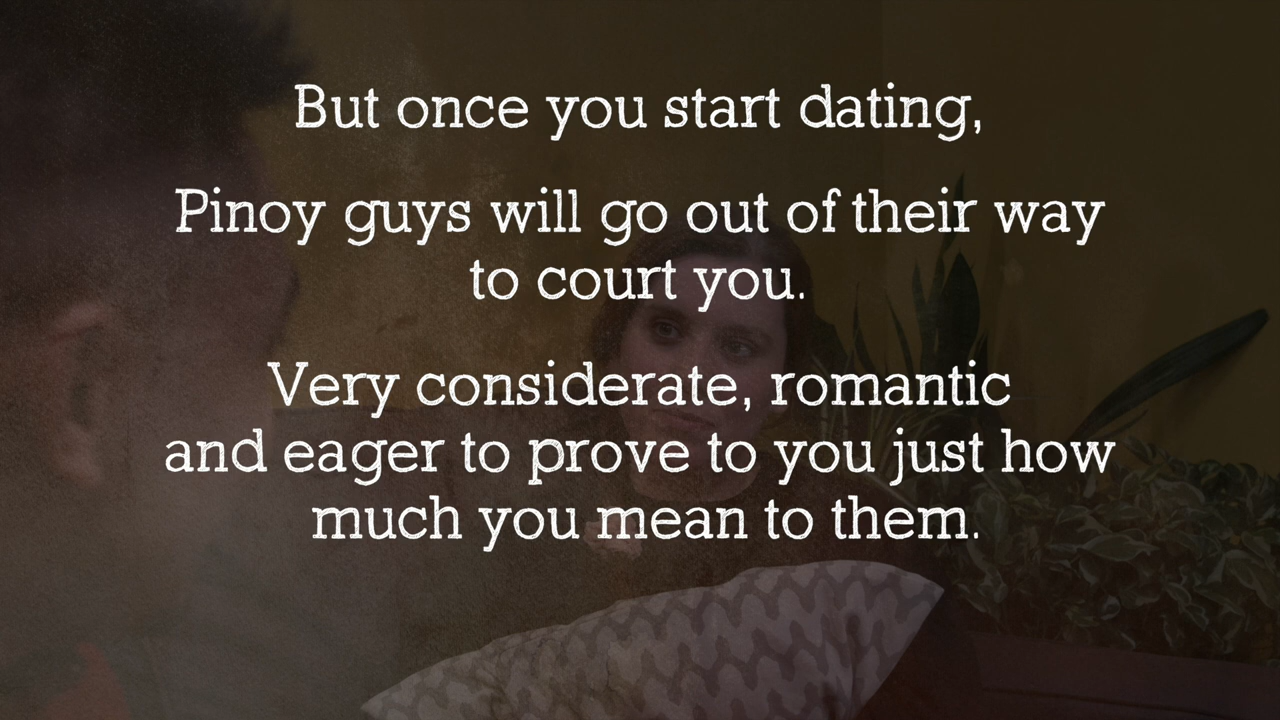 But once you start dating,
Pinoy guys will go out of their way
to court you.
Very considerate, romantic
and eager to prove to you just how
much you mean to them.